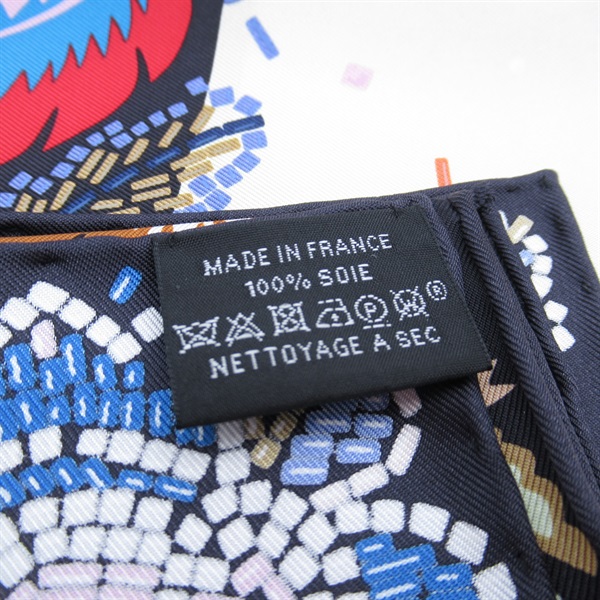 MADE IN FRANCE
100% SOIE
®
NETTOYAGE A SEC